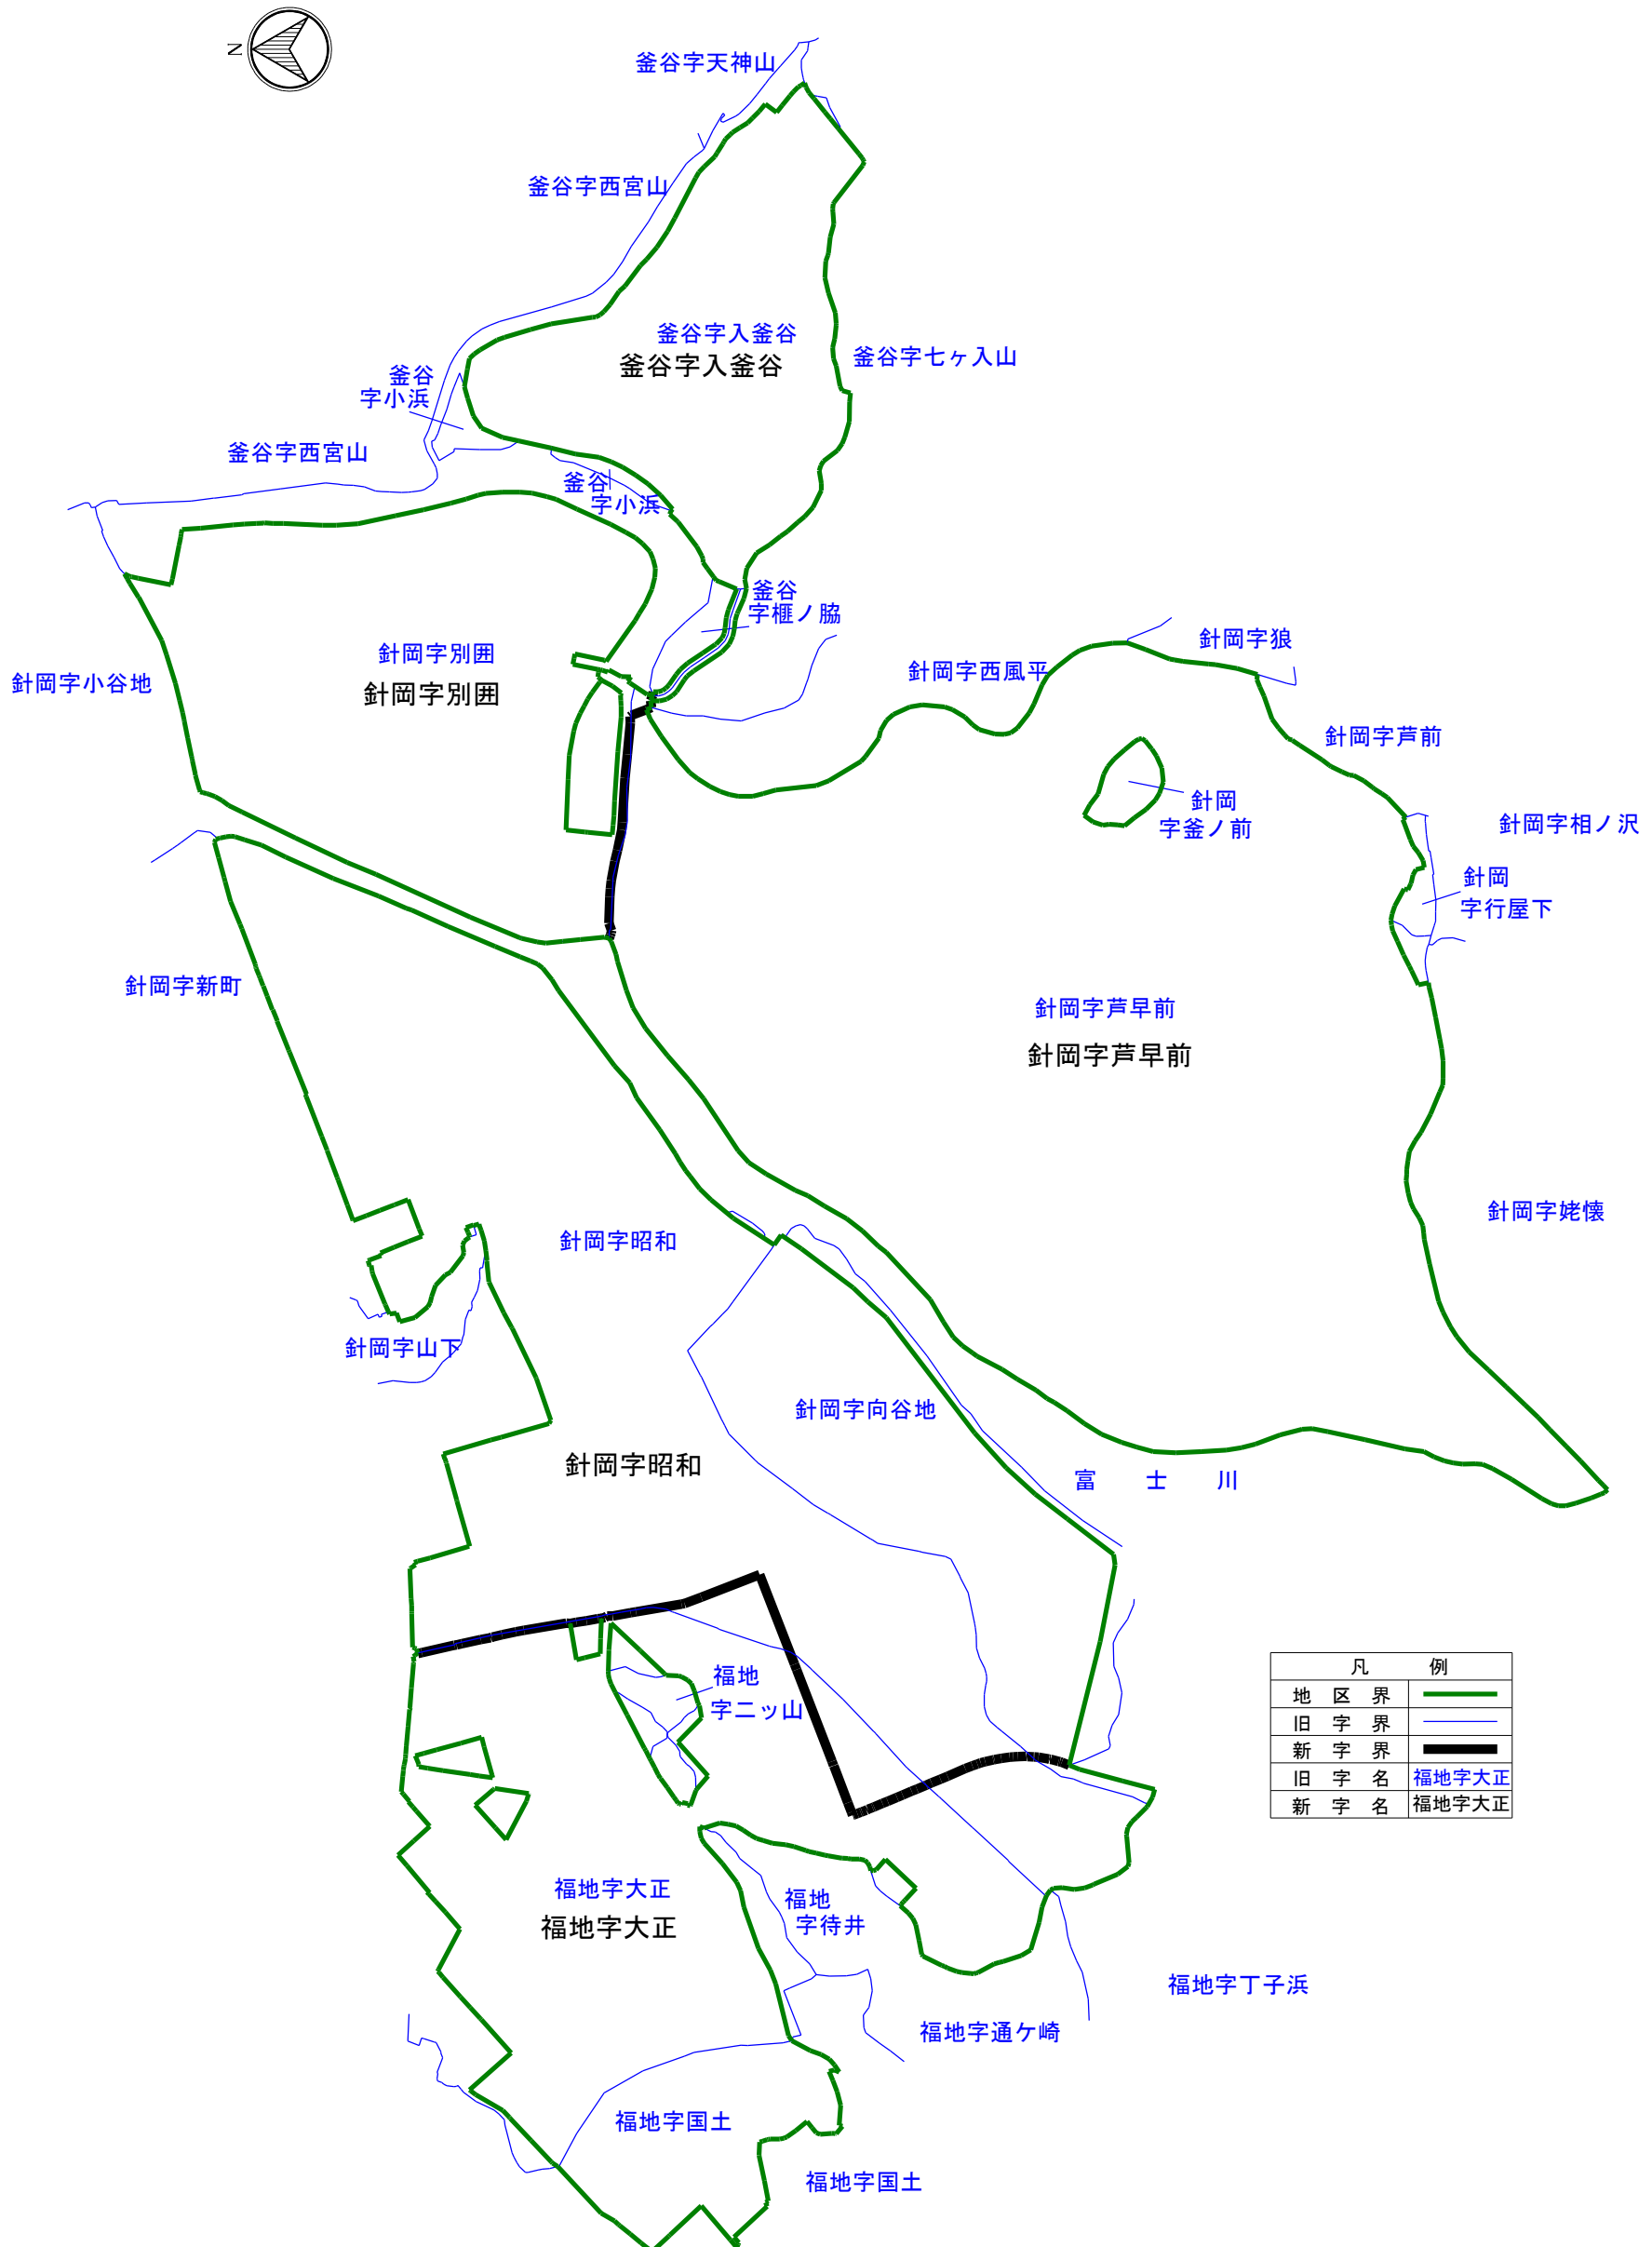 N
釜谷字天神山
釜谷字西宮山
釜谷字入釜谷
釜谷字入釜谷
釜谷字七ヶ入山
釜谷
字小浜
釜谷字西宮山
釜谷
字小浜
釜谷
字榧ノ脇
針岡字狼
針岡字別囲
針岡字西風平
針岡字小谷地
針岡字別囲
針岡字芦前
針岡
字釜ノ前
針岡字相ノ沢
針岡
字行屋下
針岡字新町
針岡字芦早前
針岡字芦早前
針岡字姥懐
針岡字昭和
針岡字山下
針岡字向谷地
針岡字昭和
富士川
福地
字二ッ山
凡例
地区界
旧字界
新字界
旧字名 福地字大正
新字名 福地字大正
福地字大正
福地
字待井
福地字大正
福地字丁子浜
福地字通ケ崎
福地字国土
福地字国土